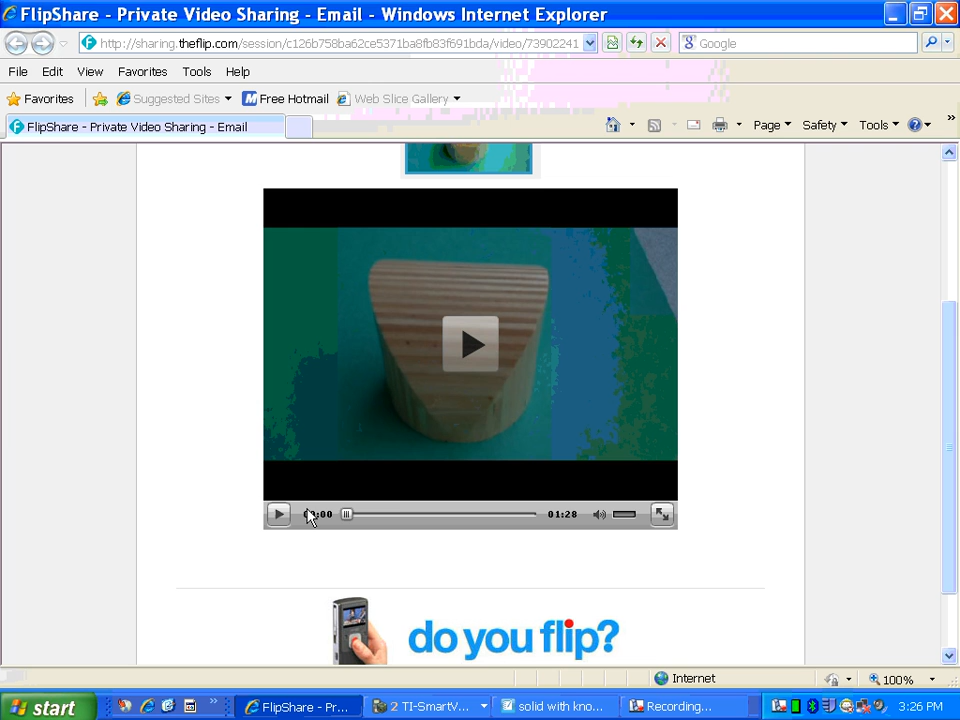 FlipShare - Private Video Sharing - Email - Windows Internet Explorer
http://sharing.theflip.com/session/c126b758ba62ce5371ba8fb83f691bda/video/73902241
Google
File Edit View Favorites Tools Help
Favorites Suggested Sites Free Hotmail Web Slice Gallery
FlipShare - Private Video Sharing - Email
Page Safety Tools
01:28
do you flip?
Internet 100%
start FlipShare - Pr... 2 TI-SmartV... solid with kno... Recording... 3:26 PM